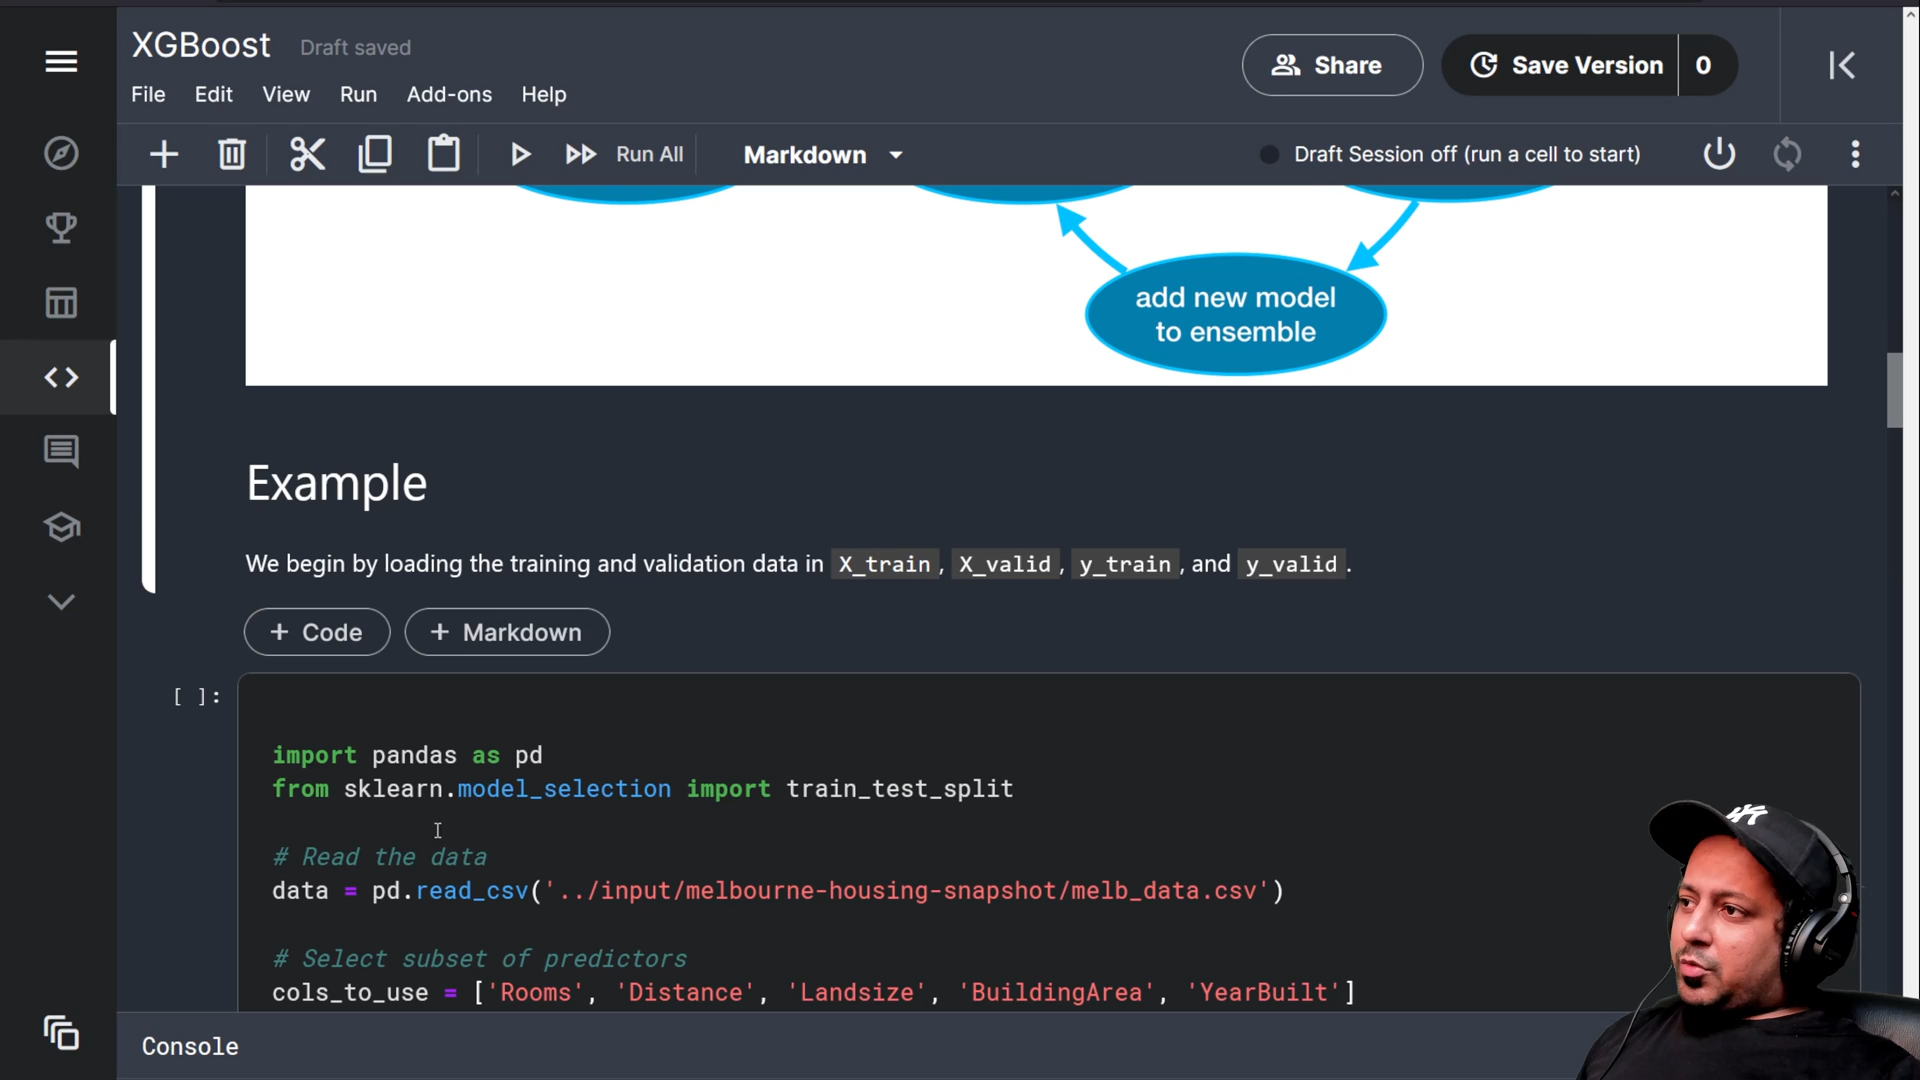 XGBoost Draft saved
Share
Save Version 0
File Edit View Run Add-ons Help
Run All Markdown
Draft Session off (run a cell to start)
add new model
to ensemble
Example
We begin by loading the training and validation data in X_train, X_valid, y_train, and y_valid.
+ Code + Markdown
[ ]:
import pandas as pd
from sklearn.model_selection import train_test_split
# Read the data
data = pd.read_csv('../input/melbourne-housing-snapshot/melb_data.csv')
# Select subset of predictors
cols_to_use = ['Rooms', 'Distance', 'Landsize', 'BuildingArea', 'YearBuilt']
Console